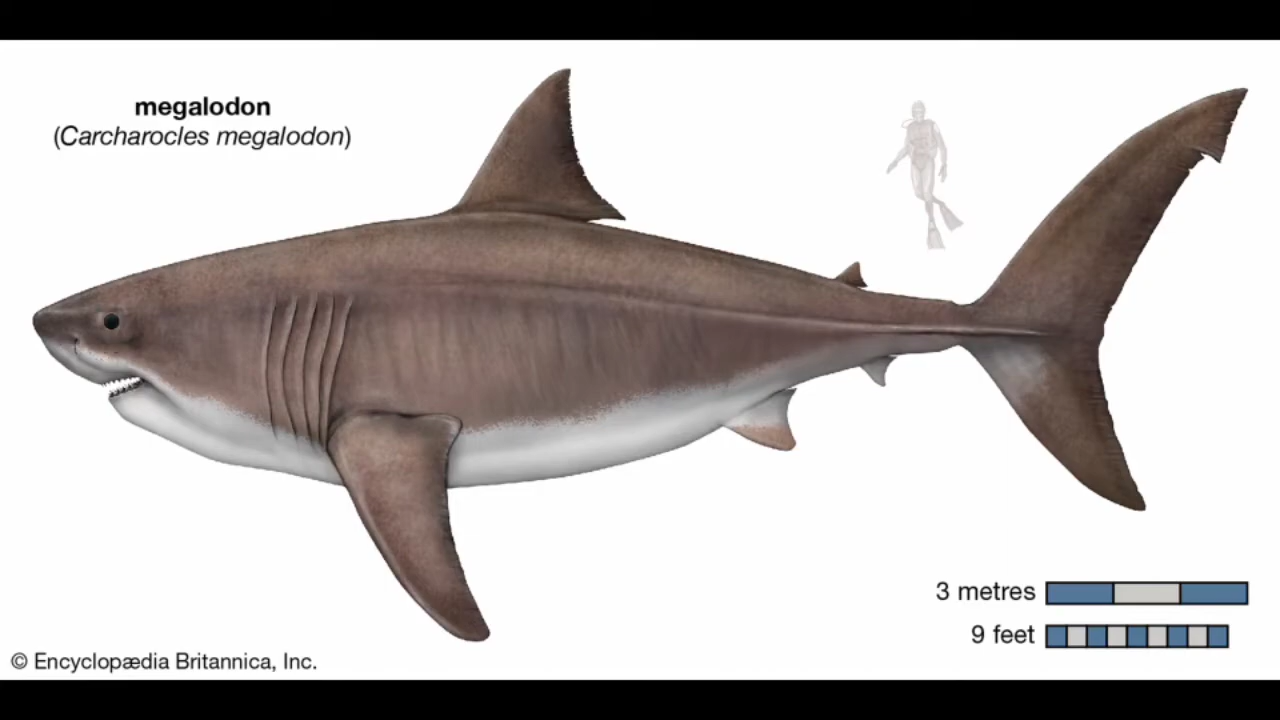 megalodon
(Carcharocles megalodon)
3 metres
9 feet
© Encyclopædia Britannica, Inc.